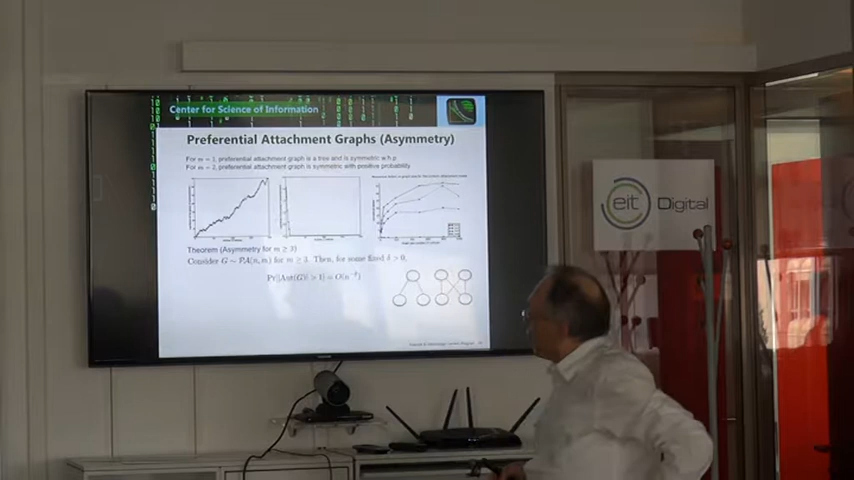 Center for Science of Information
Preferential Attachment Graphs (Asymmetry)
For m = 1, preferential attachment graph is a tree and is symmetric w.h.p.
For m = 2, preferential attachment graph is symmetric with positive probability.
Theorem (Asymmetry for m ≥ 3)
Consider G ∼ PA(n, m) for m ≥ 3. Then, for some fixed δ > 0,
Pr[|Aut(G)| > 1] = O(n^{-δ})
eit Digital